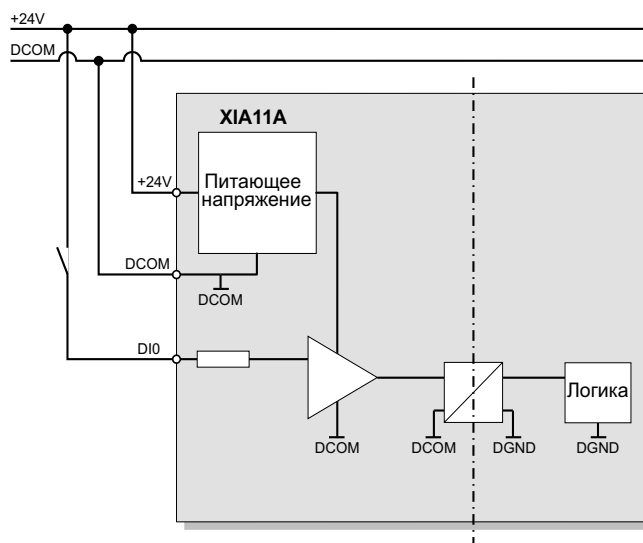 +24V
DCOM
XIA11A
+24V
Питающее
напряжение
DCOM
DCOM
DI0
Логика
DCOM
DCOM
DGND
DGND